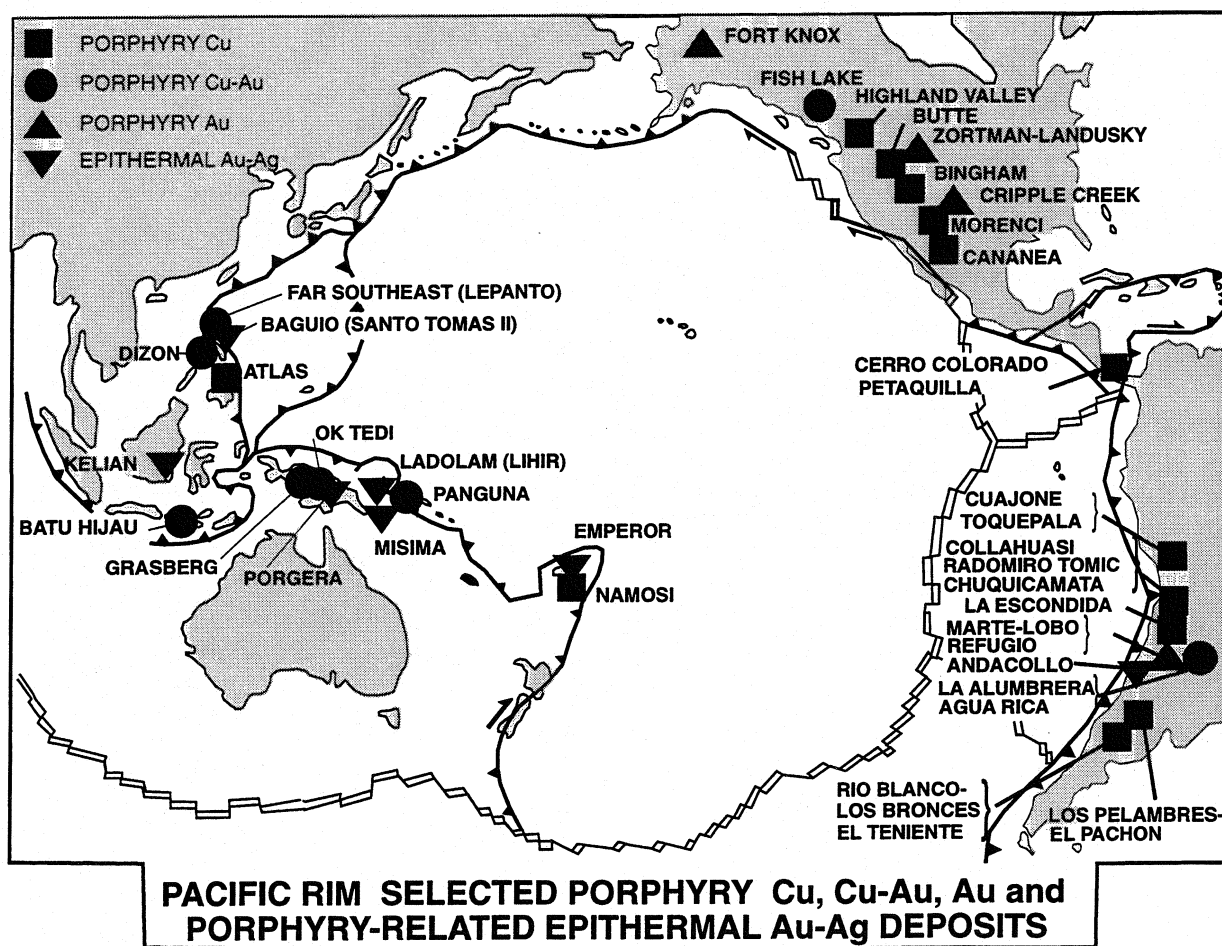 PORPHYRY Cu
PORPHYRY Cu-Au
PORPHYRY Au
EPITHERMAL Au-Ag
FORT KNOX
FISH LAKE
HIGHLAND VALLEY
BUTTE
ZORTMAN-LANDUSKY
BINGHAM
CRIPPLE CREEK
MORENCI
CANANEA
FAR SOUTHEAST (LEPANTO)
BAGUIO (SANTO TOMAS II)
DIZON
ATLAS
CERRO COLORADO
PETAQUILLA
OK TEDI
KELIAN
LADOLAM (LIHIR)
PANGUNA
BATU HIJAU
MISIMA
EMPEROR
GRASBERG
PORGERA
NAMOSI
CUAJONE
TOQUEPALA
COLLAHUASI
RADOMIRO TOMIC
CHUQUICAMATA
LA ESCONDIDA
MARTE-LOBO
REFUGIO
ANDACOLLO
LA ALUMBRERA
AGUA RICA
RIO BLANCO-
LOS BRONCES
EL TENIENTE
LOS PELAMBRES-
EL PACHON
PACIFIC RIM SELECTED PORPHYRY Cu, Cu-Au, Au and
PORPHYRY-RELATED EPITHERMAL Au-Ag DEPOSITS